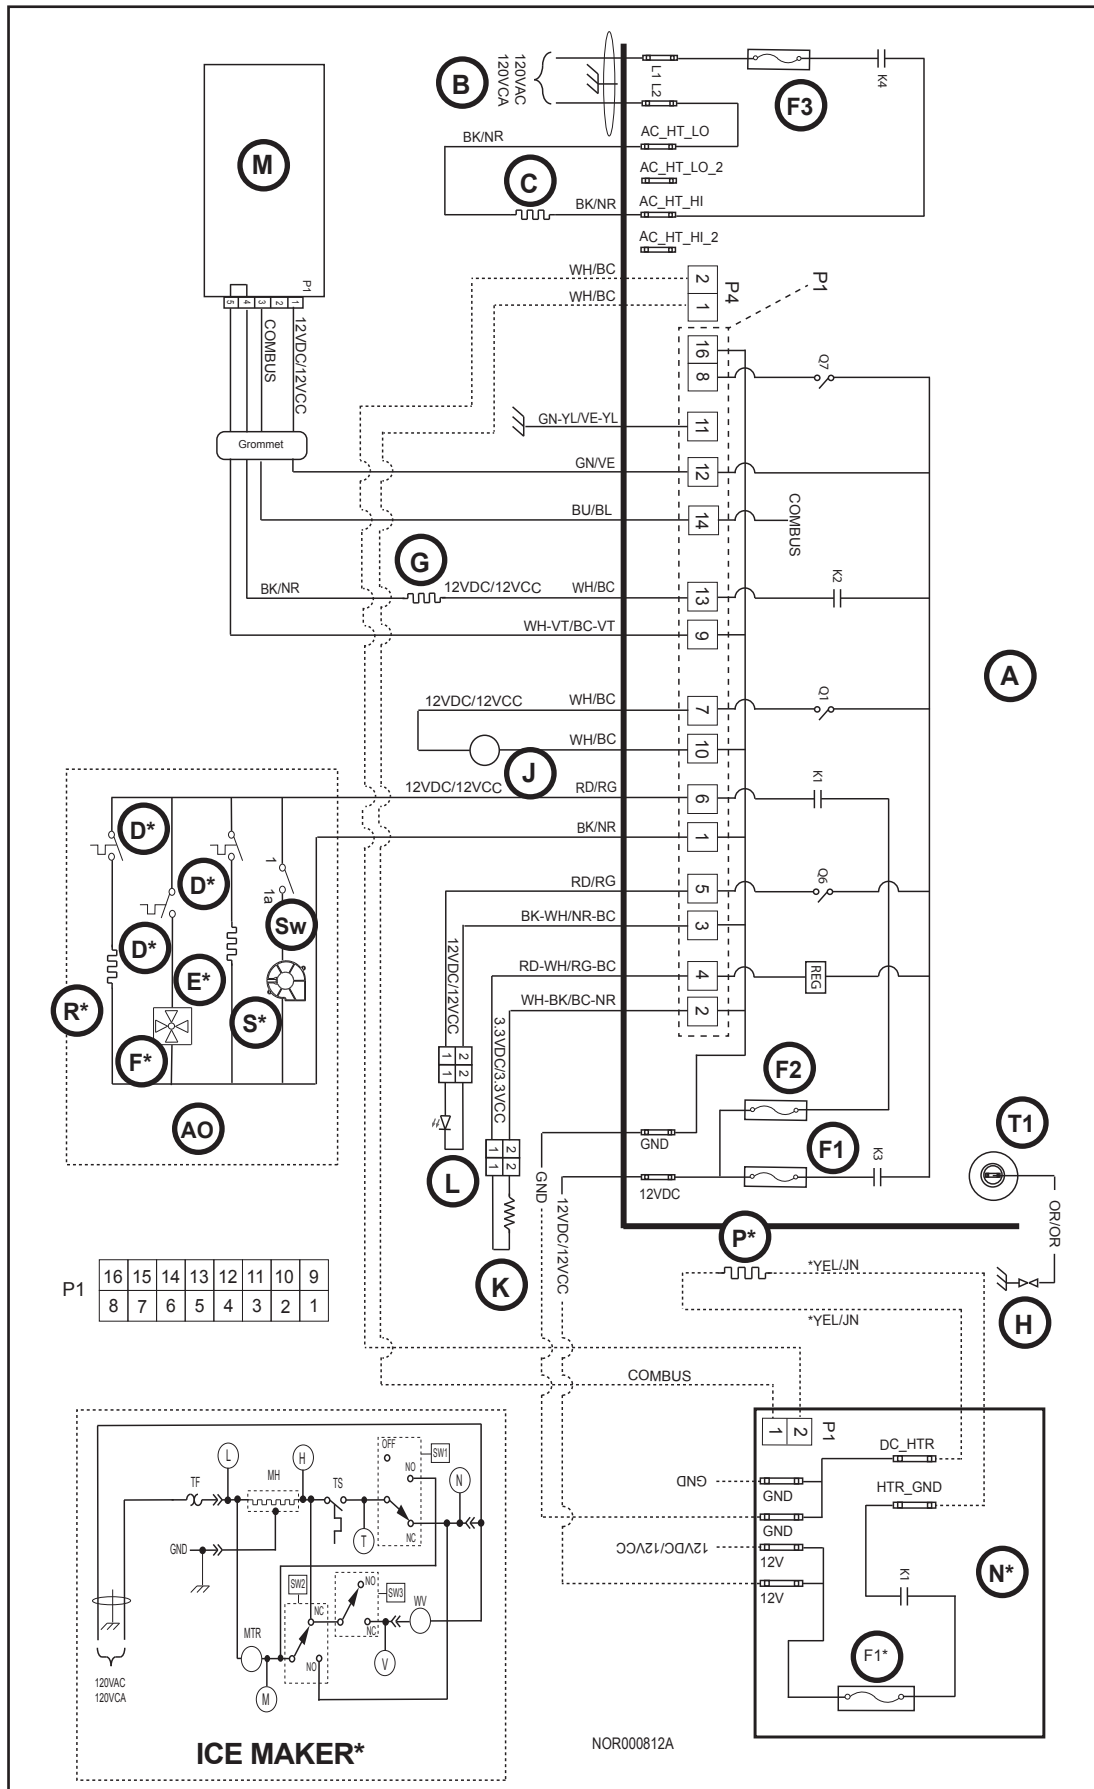 B
120VAC
120VCA
L1 L2
F3
K4
M
P1
5 4 3 2 1
COMBUS
12VDC/12VCC
Grommet
BK/NR
C
BK/NR
AC_HT_LO
AC_HT_LO_2
AC_HT_HI
AC_HT_HI_2
WH/BC
2
P4
P1
WH/BC
1
16
8
Q7
GN-YL/VE-YL
11
GN/VE
12
BU/BL
14
COMBUS
G
BK/NR
12VDC/12VCC
WH/BC
13
K2
WH-VT/BC-VT
9
A
12VDC/12VCC
WH/BC
7
Q1
WH/BC
10
J
12VDC/12VCC
RD/RG
6
K1
BK/NR
1
D*
D*
D*
1
1a
Sw
E*
R*
S*
F*
AO
RD/RG
5
Q6
BK-WH/NR-BC
3
RD-WH/RG-BC
4
REG
WH-BK/BC-NR
2
12VDC/12VCC
3.3VDC/3.3VCC
1 2
1 2
L
1 2
1 2
K
F2
GND
F1
K3
12VDC
T1
GND
12VDC/12VCC
OR/OR
P*
*YEL/JN
*YEL/JN
H
P1
16 15 14 13 12 11 10 9
8 7 6 5 4 3 2 1
COMBUS
1 2
P1
DC_HTR
HTR_GND
GND
GND
GND
12VDC/12VCC
12V
12V
K1
N*
F1*
L
H
OFF
SW1
NO
N
TF
MH
TS
T
NC
GND
SW2
NC
NO
SW3
NC
WV
MTR
NO
V
M
120VAC
120VCA
ICE MAKER*
NOR000812A